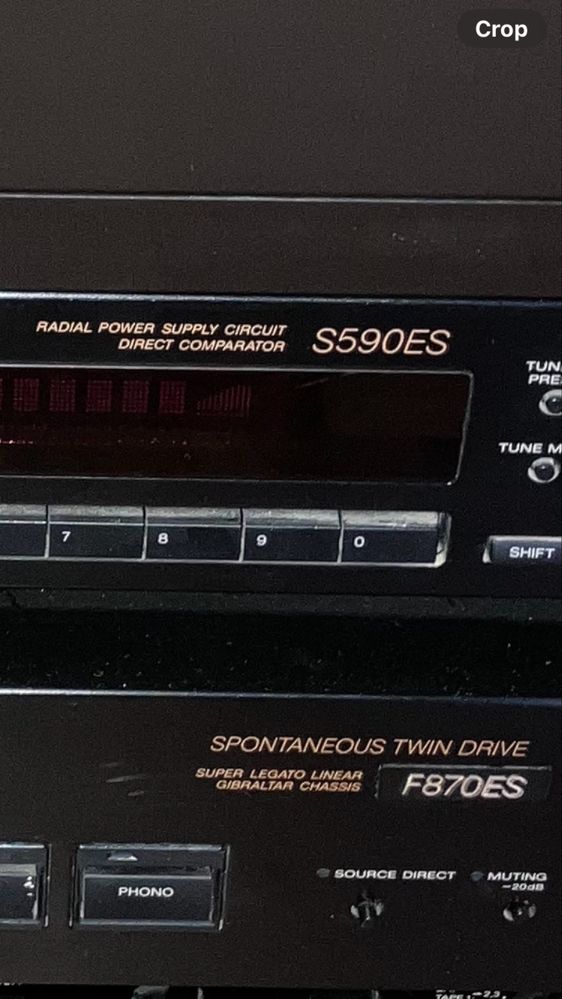 Crop
RADIAL POWER SUPPLY CIRCUIT
DIRECT COMPARATOR
S590ES
TUNE M
7
8
9
0
SHIFT
SPONTANEOUS TWIN DRIVE
SUPER LEGATO LINEAR
GIBRALTAR CHASSIS
F870ES
PHONO
SOURCE DIRECT
MUTING
-20dB